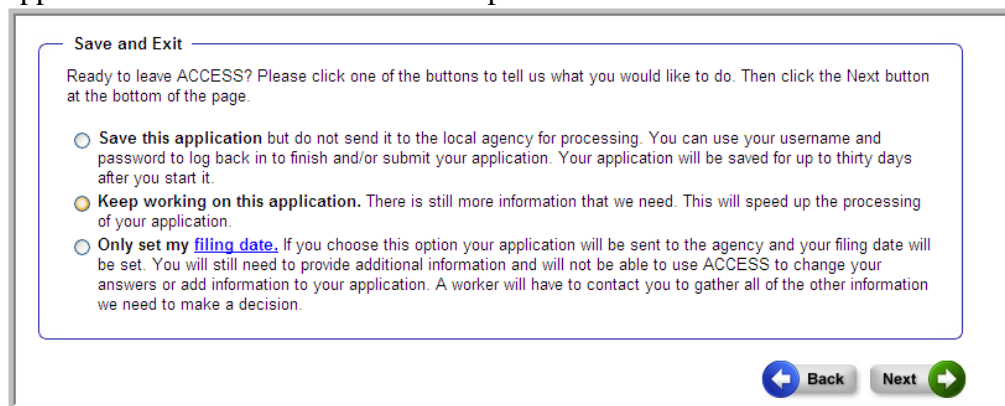 Save and Exit
Ready to leave ACCESS? Please click one of the buttons to tell us what you would like to do. Then click the Next button
at the bottom of the page.
Save this application but do not send it to the local agency for processing. You can use your username and
password to log back in to finish and/or submit your application. Your application will be saved for up to thirty days
after you start it.
Keep working on this application. There is still more information that we need. This will speed up the processing
of your application.
Only set my filing date. If you choose this option your application will be sent to the agency and your filing date will
be set. You will still need to provide additional information and will not be able to use ACCESS to change your
answers or add information to your application. A worker will have to contact you to gather all of the other information
we need to make a decision.
Back Next